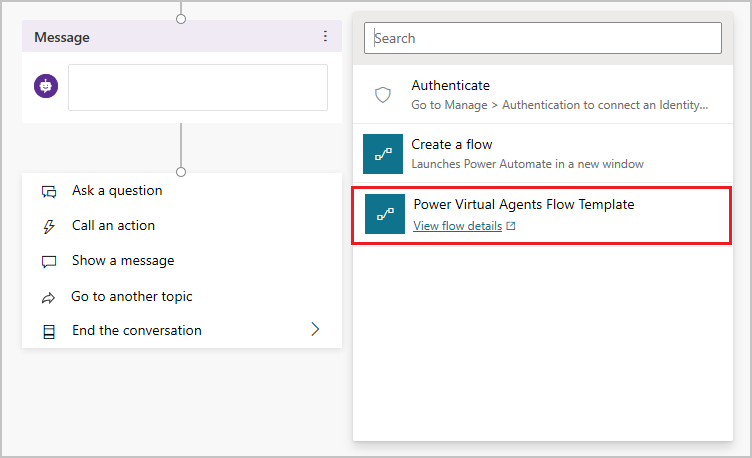 Message
Ask a question
Call an action
Show a message
Go to another topic
End the conversation
Search
Authenticate
Go to Manage > Authentication to connect an Identity...
Create a flow
Launches Power Automate in a new window
Power Virtual Agents Flow Template
View flow details